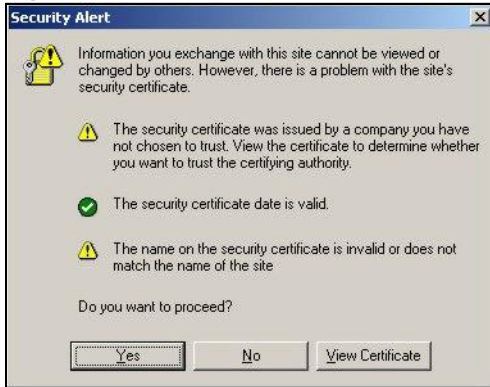 Security Alert
Information you exchange with this site cannot be viewed or
changed by others. However, there is a problem with the site's
security certificate.
The security certificate was issued by a company you have
not chosen to trust. View the certificate to determine whether
you want to trust the certifying authority.
The security certificate date is valid.
The name on the security certificate is invalid or does not
match the name of the site
Do you want to proceed?
Yes No View Certificate